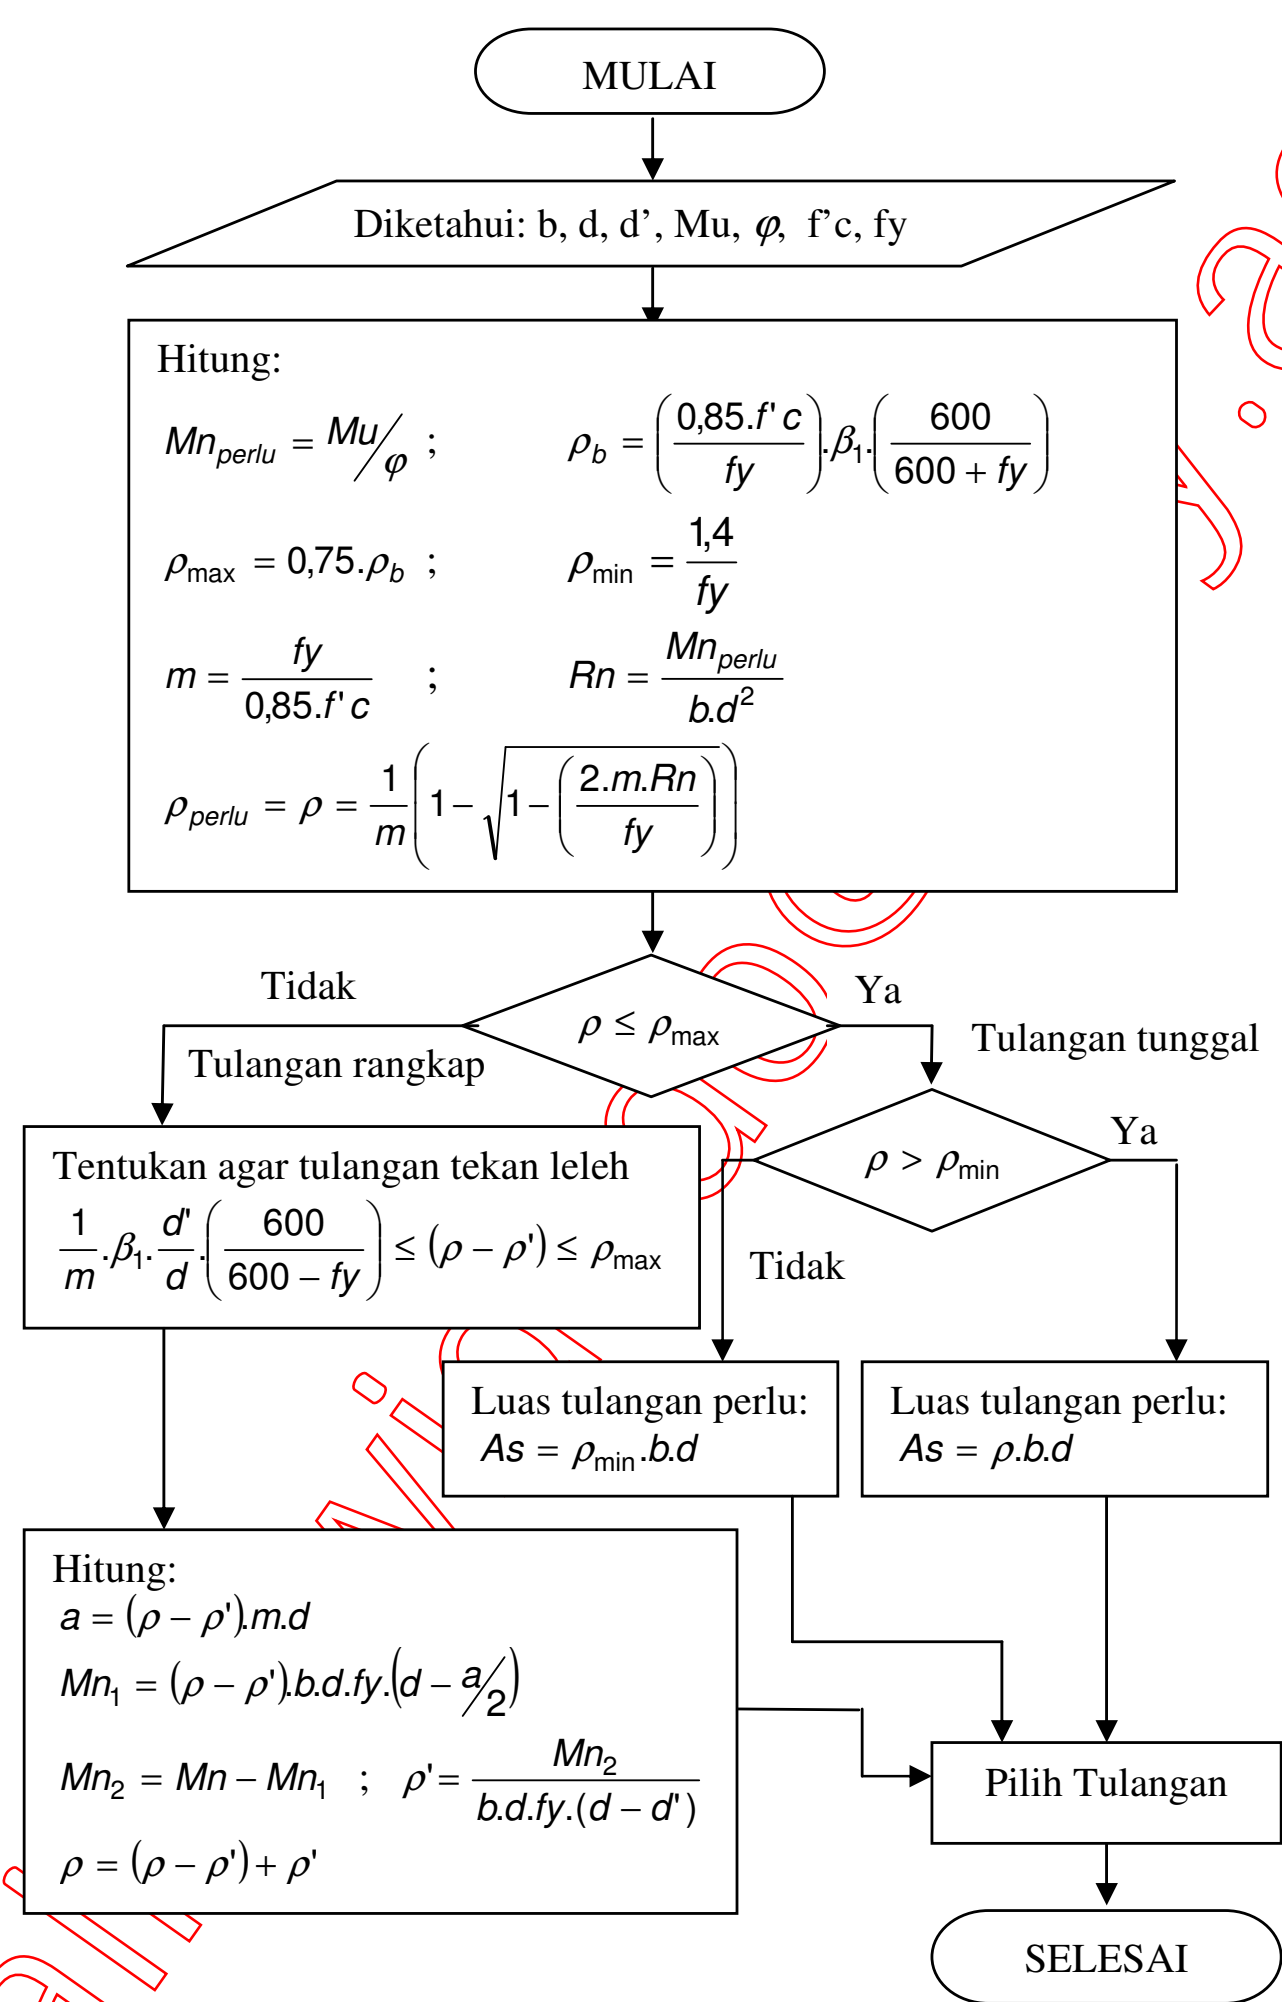 MULAI
Diketahui: b, d, d’, Mu, φ, f’c, fy
Hitung:
Mn_perlu = Mu/φ ; ρ_b = (0,85.f'c / fy).β₁.(600 / (600 + fy))
ρ_max = 0,75.ρ_b ; ρ_min = 1,4 / fy
m = fy / 0,85.f'c ; Rn = Mn_perlu / b.d²
ρ_perlu = ρ = 1/m (1 − √(1 − (2.m.Rn / fy)))
Tidak
ρ ≤ ρ_max
Ya
Tulangan rangkap
Tulangan tunggal
ρ > ρ_min
Ya
Tidak
Tentukan agar tulangan tekan leleh
1/m . β₁ . d'/d . (600 / (600 − fy)) ≤ (ρ − ρ') ≤ ρ_max
Luas tulangan perlu:
As = ρ_min.b.d
Luas tulangan perlu:
As = ρ.b.d
Hitung:
a = (ρ − ρ').m.d
Mn₁ = (ρ − ρ').b.d.fy.(d − a/2)
Mn₂ = Mn − Mn₁ ; ρ' = Mn₂ / b.d.fy.(d − d')
ρ = (ρ − ρ') + ρ'
Pilih Tulangan
SELESAI